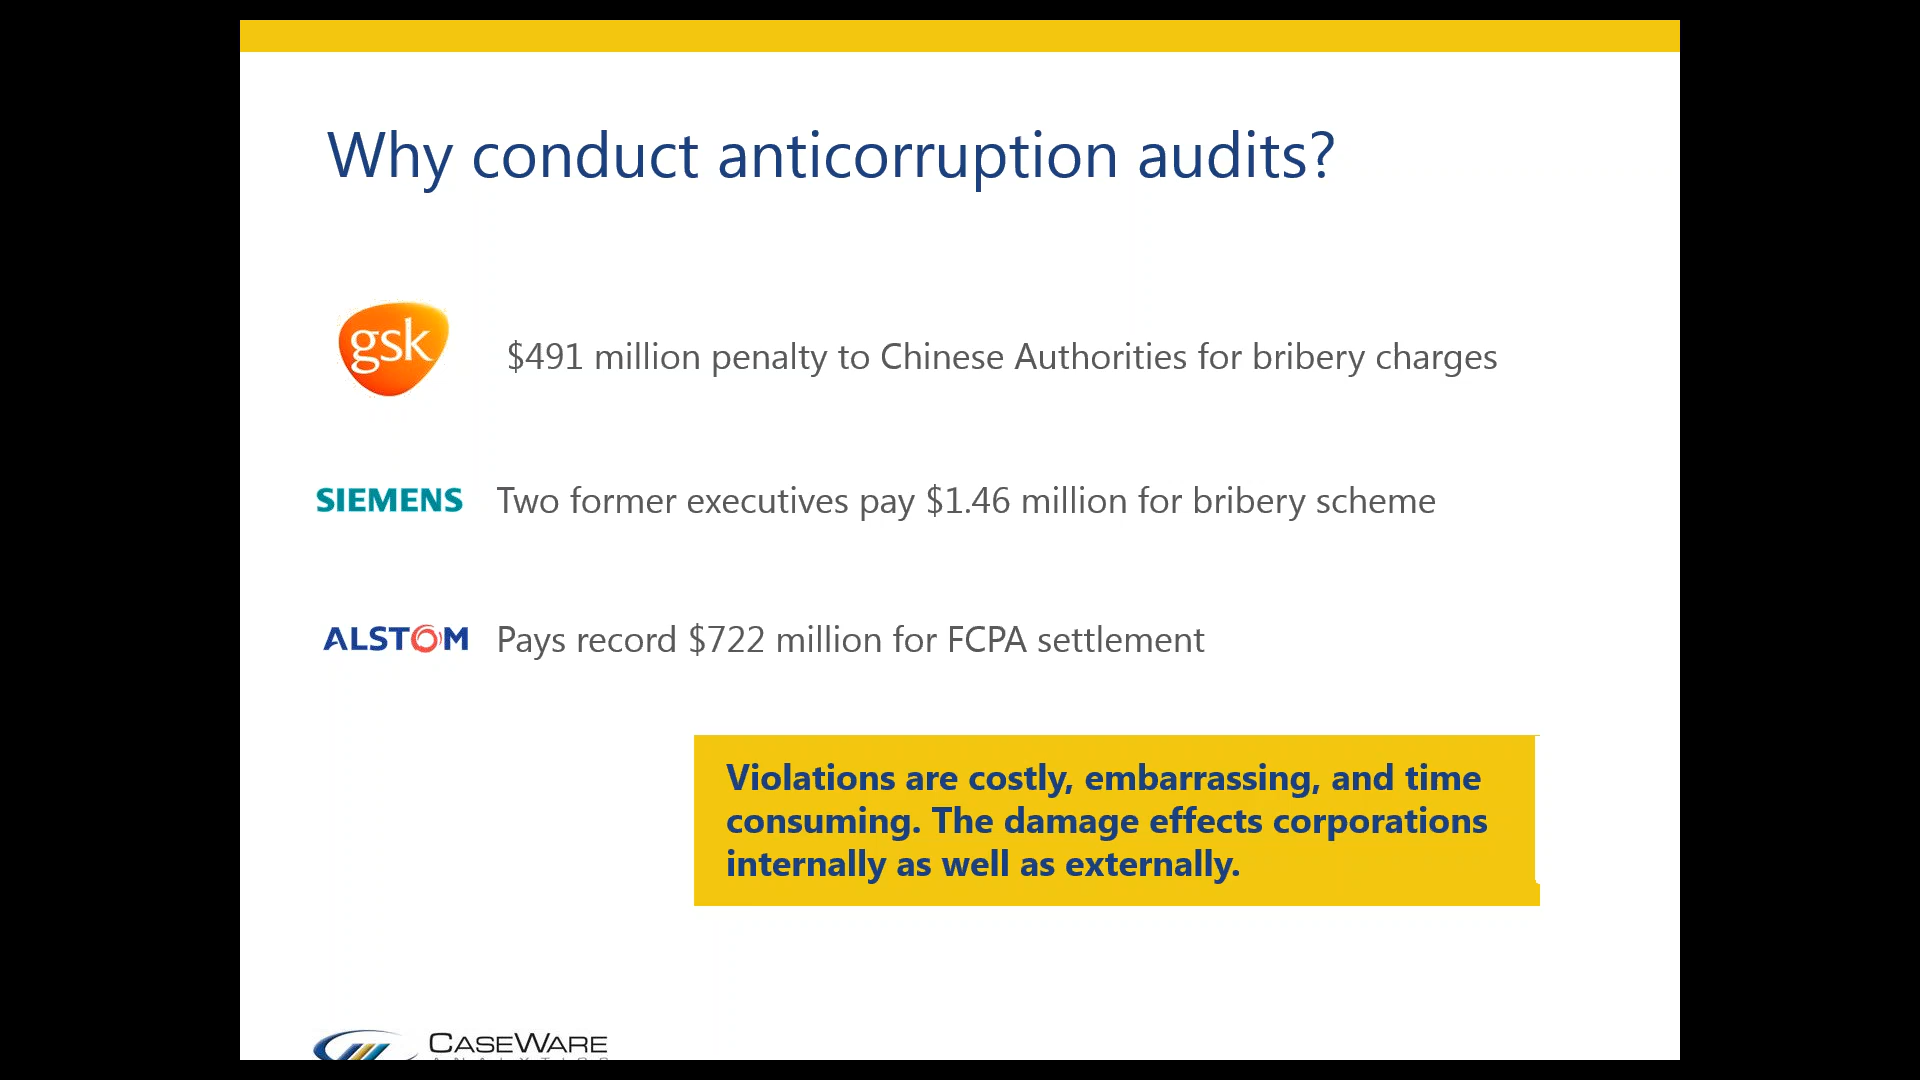 Why conduct anticorruption audits?
gsk
$491 million penalty to Chinese Authorities for bribery charges
SIEMENS
Two former executives pay $1.46 million for bribery scheme
ALSTOM
Pays record $722 million for FCPA settlement
Violations are costly, embarrassing, and time
consuming. The damage effects corporations
internally as well as externally.
CASEWARE